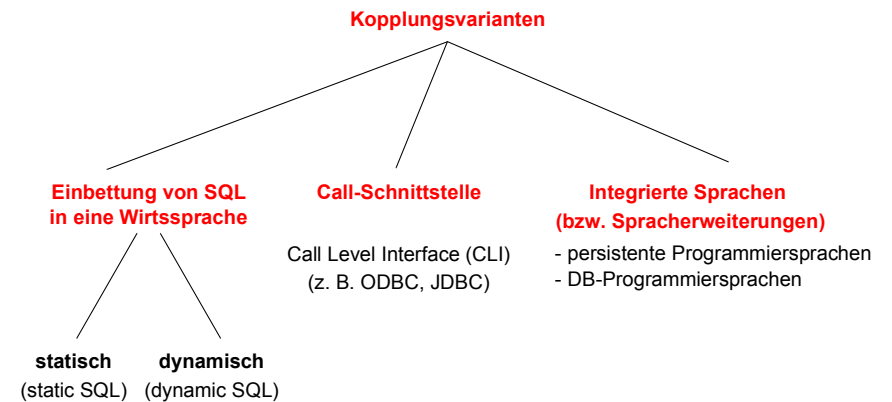 Kopplungsvarianten
Einbettung von SQL
in eine Wirtssprache
Call-Schnittstelle
Integrierte Sprachen
(bzw. Spracherweiterungen)
Call Level Interface (CLI)
(z. B. ODBC, JDBC)
- persistente Programmiersprachen
- DB-Programmiersprachen
statisch
(static SQL)
dynamisch
(dynamic SQL)